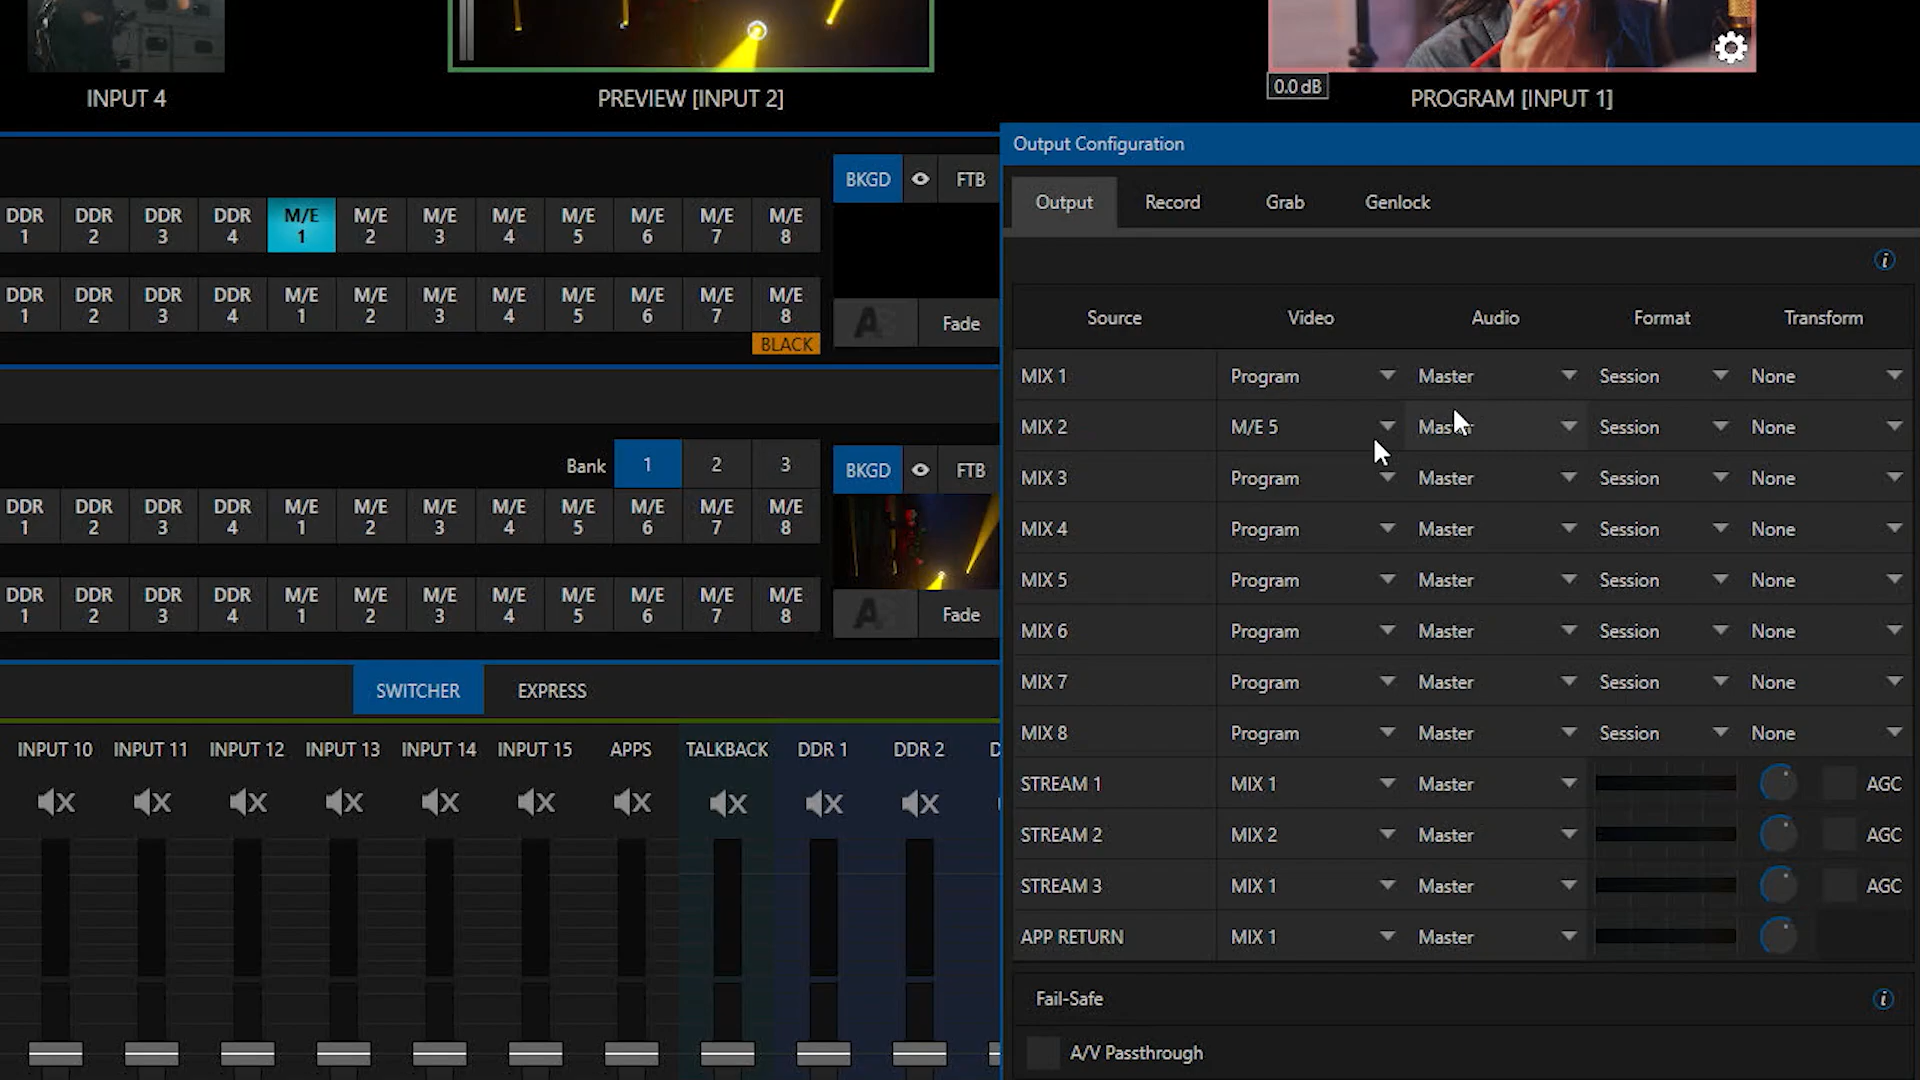 INPUT 4
PREVIEW [INPUT 2]
0.0 dB
PROGRAM [INPUT 1]
DDR 1 DDR 2 DDR 3 DDR 4 M/E 1 M/E 2 M/E 3 M/E 4 M/E 5 M/E 6 M/E 7 M/E 8
BKGD FTB
DDR 1 DDR 2 DDR 3 DDR 4 M/E 1 M/E 2 M/E 3 M/E 4 M/E 5 M/E 6 M/E 7 M/E 8
BLACK
Fade
Bank 1 2 3
BKGD FTB
DDR 1 DDR 2 DDR 3 DDR 4 M/E 1 M/E 2 M/E 3 M/E 4 M/E 5 M/E 6 M/E 7 M/E 8
DDR 1 DDR 2 DDR 3 DDR 4 M/E 1 M/E 2 M/E 3 M/E 4 M/E 5 M/E 6 M/E 7 M/E 8
Fade
SWITCHER EXPRESS
INPUT 10 INPUT 11 INPUT 12 INPUT 13 INPUT 14 INPUT 15 APPS TALKBACK DDR 1 DDR 2 D
Output Configuration
Output Record Grab Genlock
Source Video Audio Format Transform
MIX 1 Program Master Session None
MIX 2 M/E 5 Master Session None
MIX 3 Program Master Session None
MIX 4 Program Master Session None
MIX 5 Program Master Session None
MIX 6 Program Master Session None
MIX 7 Program Master Session None
MIX 8 Program Master Session None
STREAM 1 MIX 1 Master AGC
STREAM 2 MIX 2 Master AGC
STREAM 3 MIX 1 Master AGC
APP RETURN MIX 1 Master
Fail-Safe
A/V Passthrough